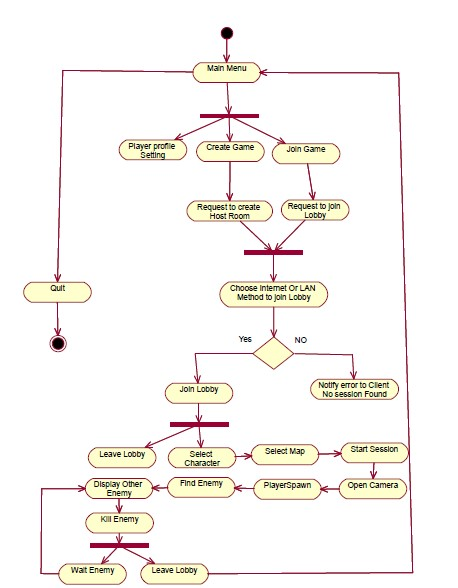 Main Menu
Player profile
Setting
Create Game
Join Game
Request to create
Host Room
Request to join
Lobby
Choose Internet Or LAN
Method to join Lobby
Quit
Yes
NO
Join Lobby
Notify error to Client
No session Found
Leave Lobby
Select
Character
Select Map
Start Session
Display Other
Enemy
Find Enemy
PlayerSpawn
Open Camera
Kill Enemy
Wait Enemy
Leave Lobby